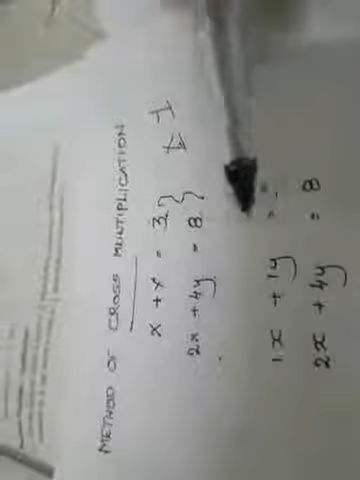 METHOD OF CROSS MULTIPLICATION
x + x = 3 }
2x + 4y = 8 }
1x + 1y =
2x + 4y = 8